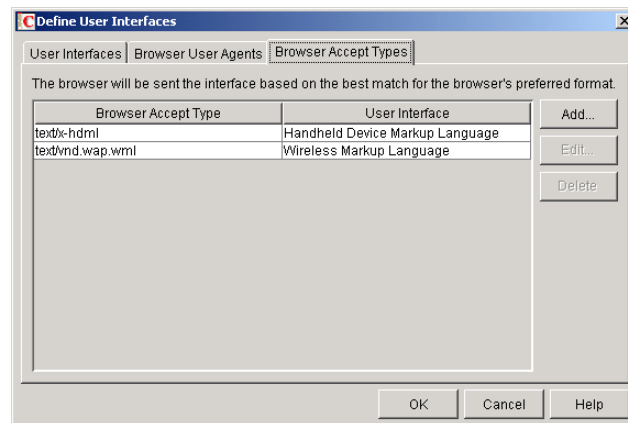 Define User Interfaces
User Interfaces Browser User Agents Browser Accept Types
The browser will be sent the interface based on the best match for the browser's preferred format.
Browser Accept Type User Interface Add...
text/x-hdml Handheld Device Markup Language
text/vnd.wap.wml Wireless Markup Language Edit...
Delete
OK Cancel Help